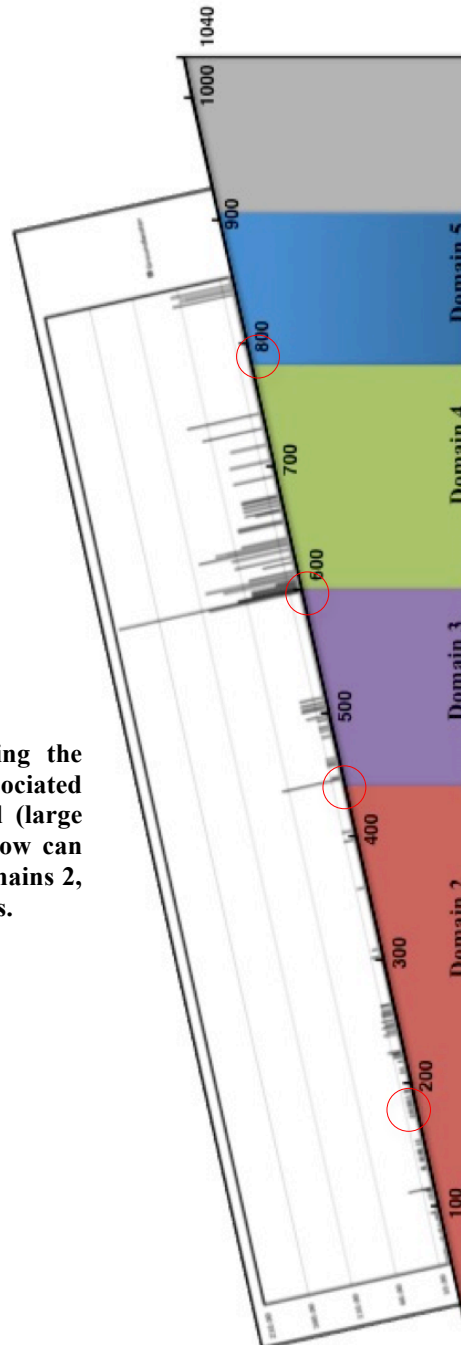 1040
1000
900
800
700
600
500
400
300
200
100
Domain 5
Domain 4
Domain 3
Domain 2
ing the
ociated
(large
ow can
nains 2,
s.